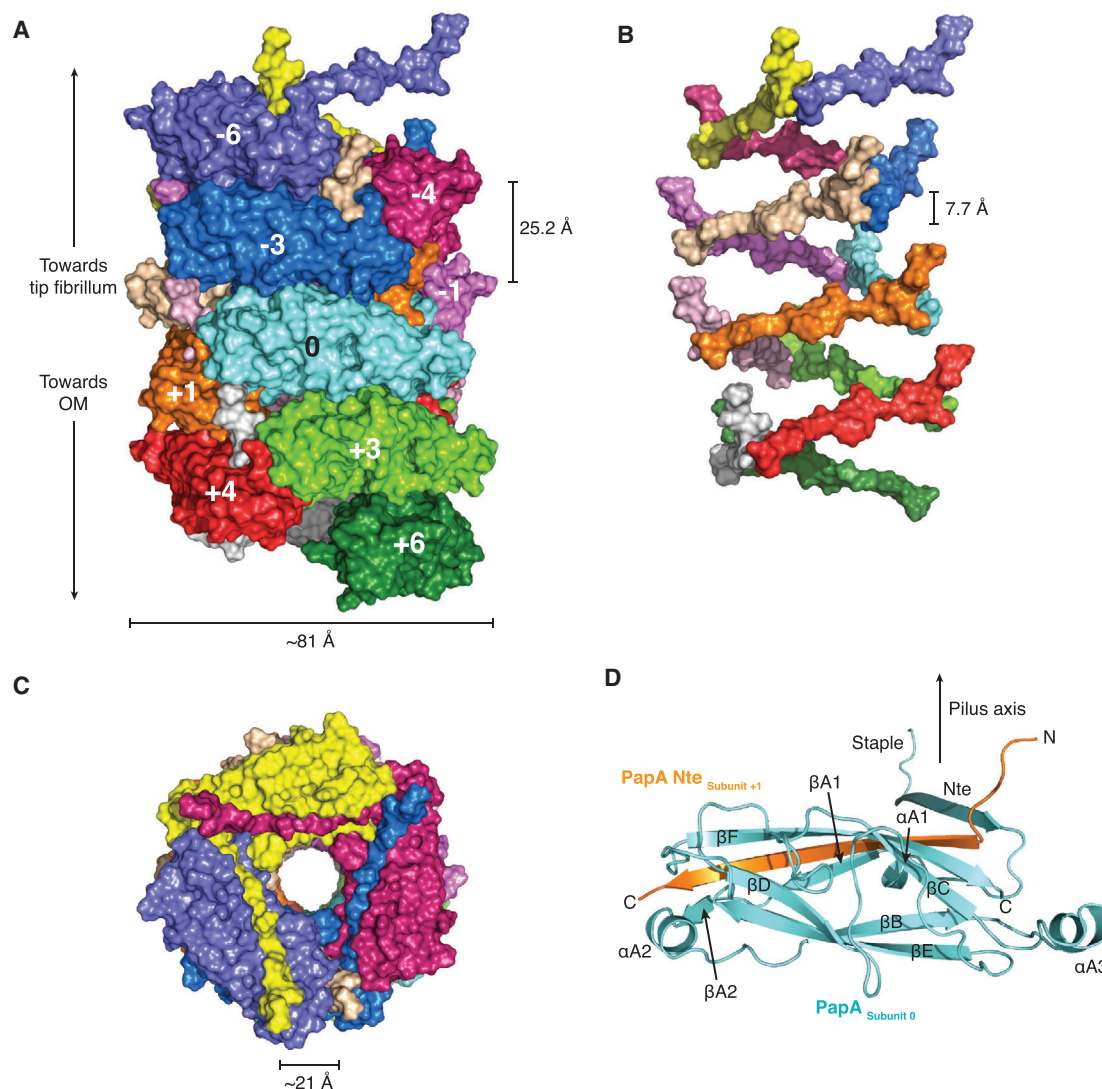 A
-6
-4
-3
-1
0
+1
+3
+4
+6
25.2 Å
Towards
tip fibrillum
Towards
OM
~81 Å
B
7.7 Å
C
~21 Å
D
Pilus axis
Staple
N
PapA Nte Subunit +1
Nte
βA1
αA1
βF
βD
βC
C
C
βB
βE
αA2
αA3
βA2
PapA Subunit 0